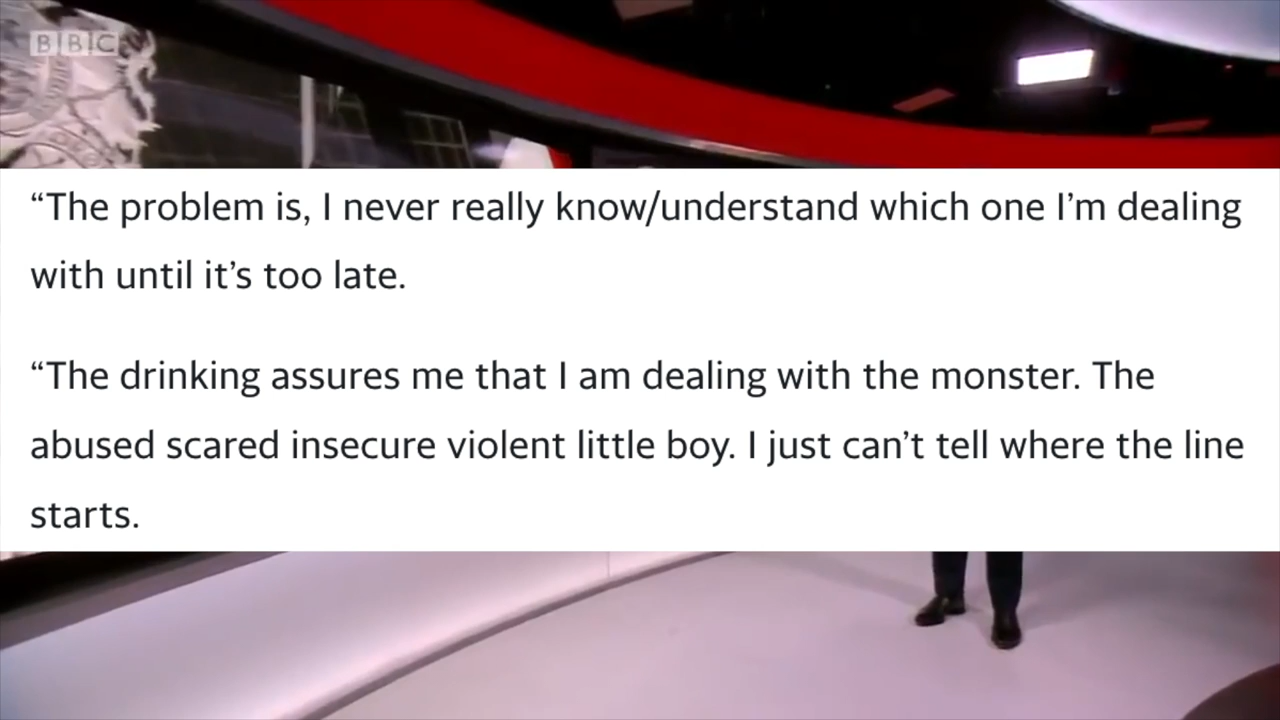 BBC
“The problem is, I never really know/understand which one I’m dealing
with until it’s too late.
“The drinking assures me that I am dealing with the monster. The
abused scared insecure violent little boy. I just can’t tell where the line
starts.